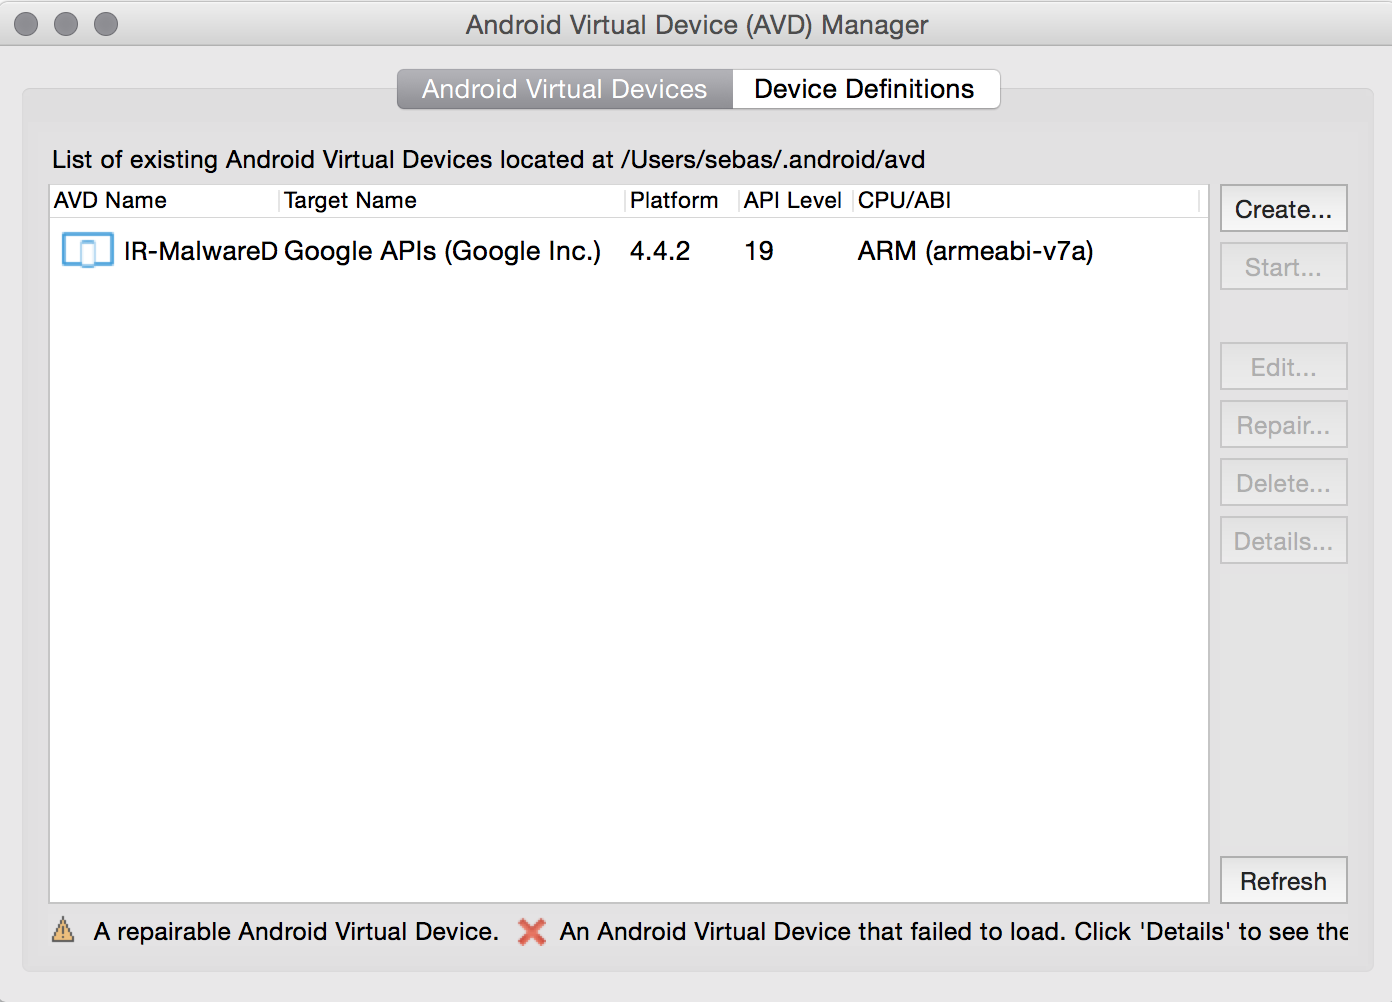 Android Virtual Device (AVD) Manager
Android Virtual Devices Device Definitions
List of existing Android Virtual Devices located at /Users/sebas/.android/avd
AVD Name Target Name Platform API Level CPU/ABI
IR-MalwareD Google APIs (Google Inc.) 4.4.2 19 ARM (armeabi-v7a)
Create...
Start...
Edit...
Repair...
Delete...
Details...
Refresh
A repairable Android Virtual Device. An Android Virtual Device that failed to load. Click 'Details' to see the